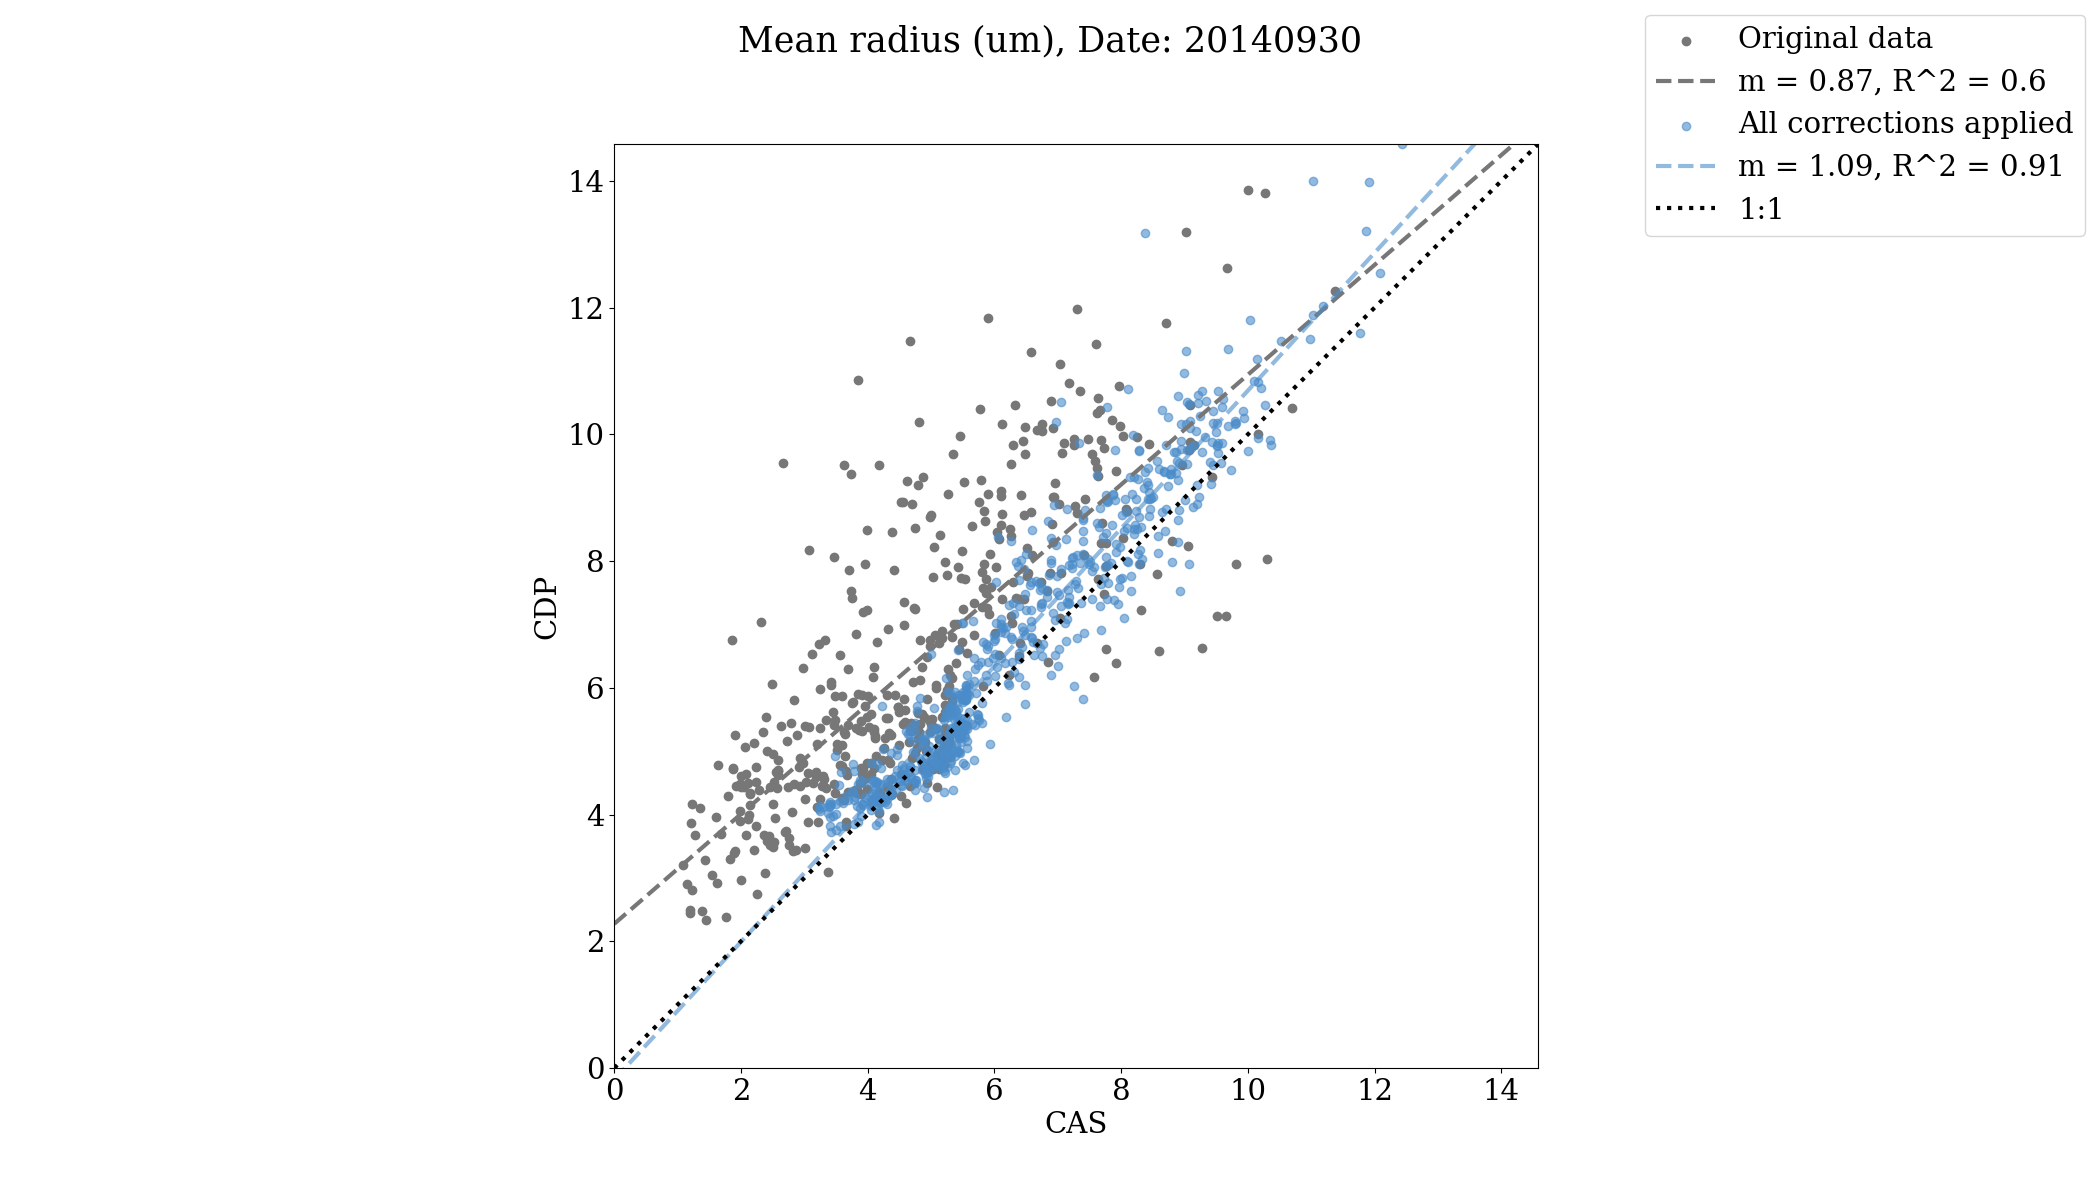 Mean radius (um), Date: 20140930
Original data
m = 0.87, R^2 = 0.6
All corrections applied
m = 1.09, R^2 = 0.91
1:1
14
12
10
8
6
4
2
0
CDP
0 2 4 6 8 10 12 14
CAS